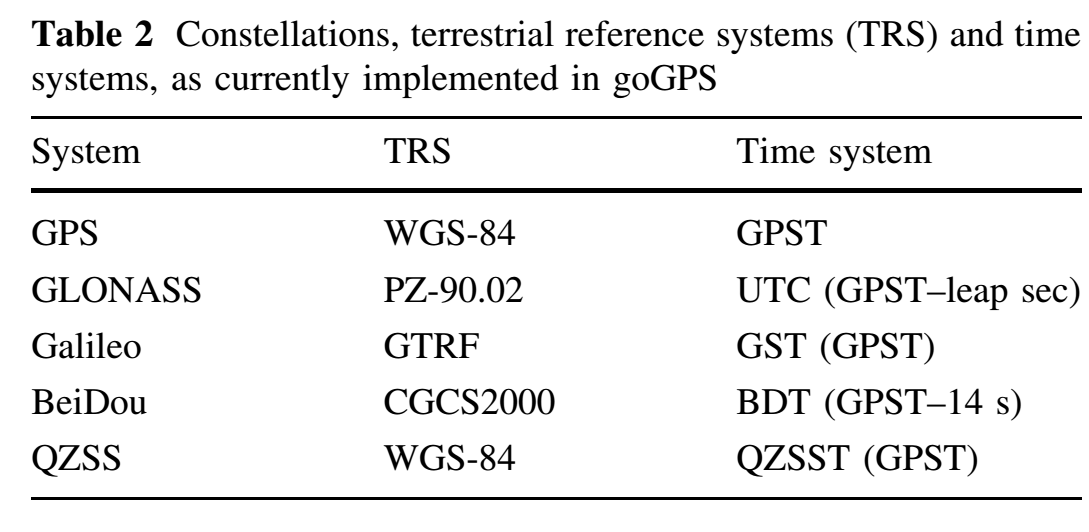 Table 2 Constellations, terrestrial reference systems (TRS) and time
systems, as currently implemented in goGPS
System TRS Time system
GPS WGS-84 GPST
GLONASS PZ-90.02 UTC (GPST–leap sec)
Galileo GTRF GST (GPST)
BeiDou CGCS2000 BDT (GPST–14 s)
QZSS WGS-84 QZSST (GPST)